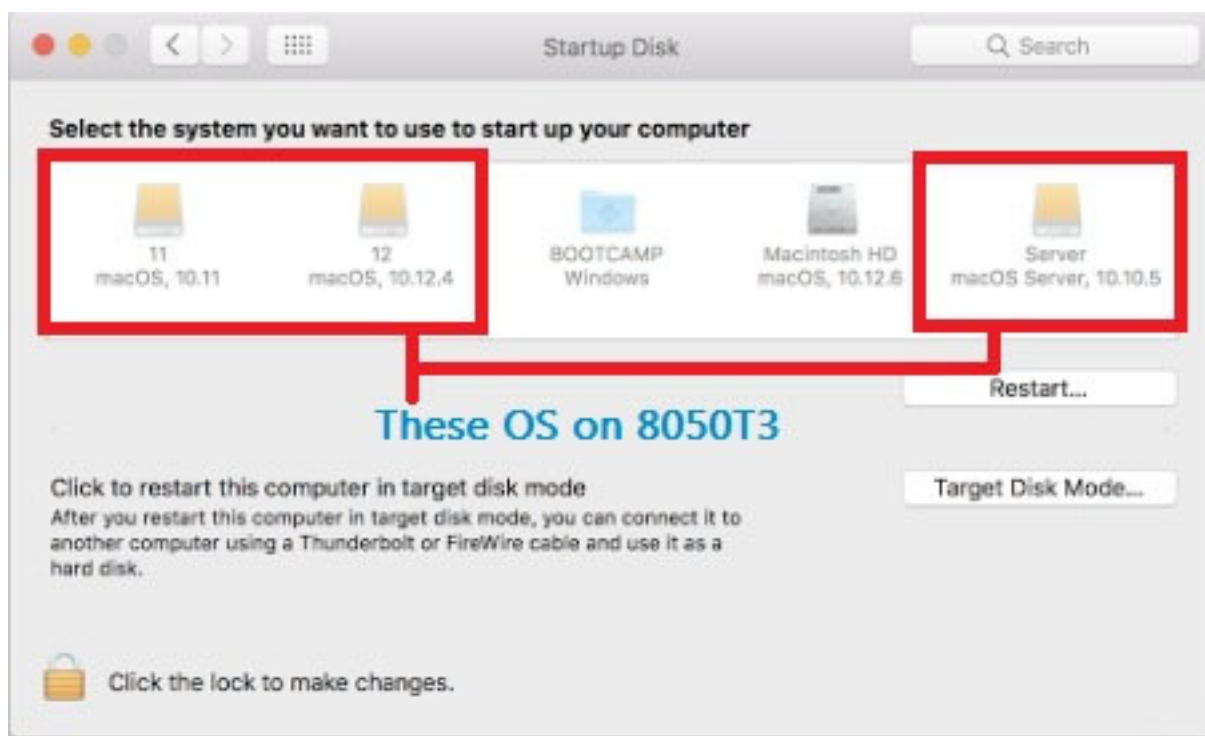 Startup Disk
Search
Select the system you want to use to start up your computer
11
macOS, 10.11
12
macOS, 10.12.4
BOOTCAMP
Windows
Macintosh HD
macOS, 10.12.6
Server
macOS Server, 10.10.5
Restart...
These OS on 8050T3
Click to restart this computer in target disk mode
Target Disk Mode...
After you restart this computer in target disk mode, you can connect it to
another computer using a Thunderbolt or FireWire cable and use it as a
hard disk.
Click the lock to make changes.